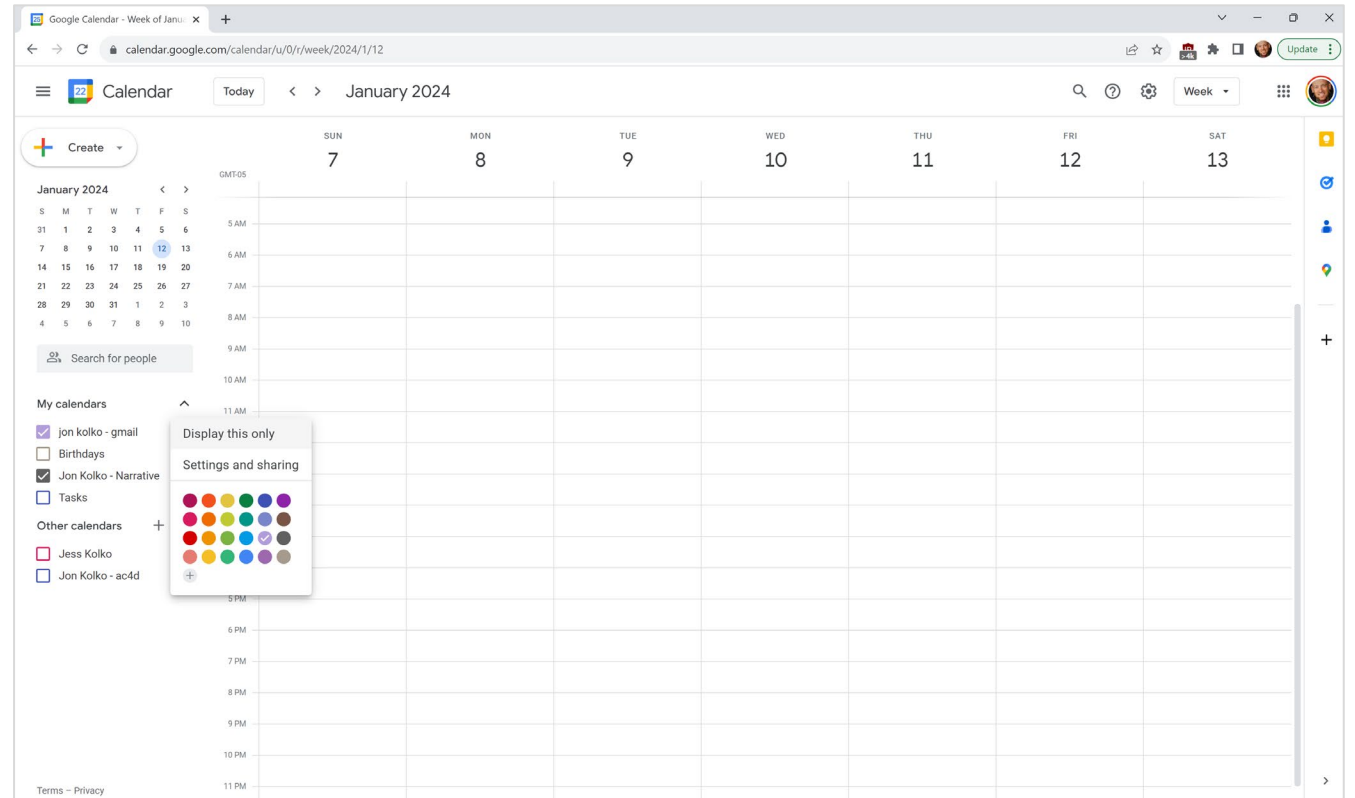 Google Calendar - Week of Janua
calendar.google.com/calendar/u/0/r/week/2024/1/12
Update
22 Calendar
Today
January 2024
Week
Create
SUN MON TUE WED THU FRI SAT
7 8 9 10 11 12 13
GMT-05
January 2024
S M T W T F S
31 1 2 3 4 5 6
7 8 9 10 11 12 13
14 15 16 17 18 19 20
21 22 23 24 25 26 27
28 29 30 31 1 2 3
4 5 6 7 8 9 10
Search for people
My calendars
jon kolko - gmail
Birthdays
Jon Kolko - Narrative
Tasks
Other calendars
Jess Kolko
Jon Kolko - ac4d
Display this only
Settings and sharing
5 AM
6 AM
7 AM
8 AM
9 AM
10 AM
11 AM
5 PM
6 PM
7 PM
8 PM
9 PM
10 PM
11 PM
Terms – Privacy